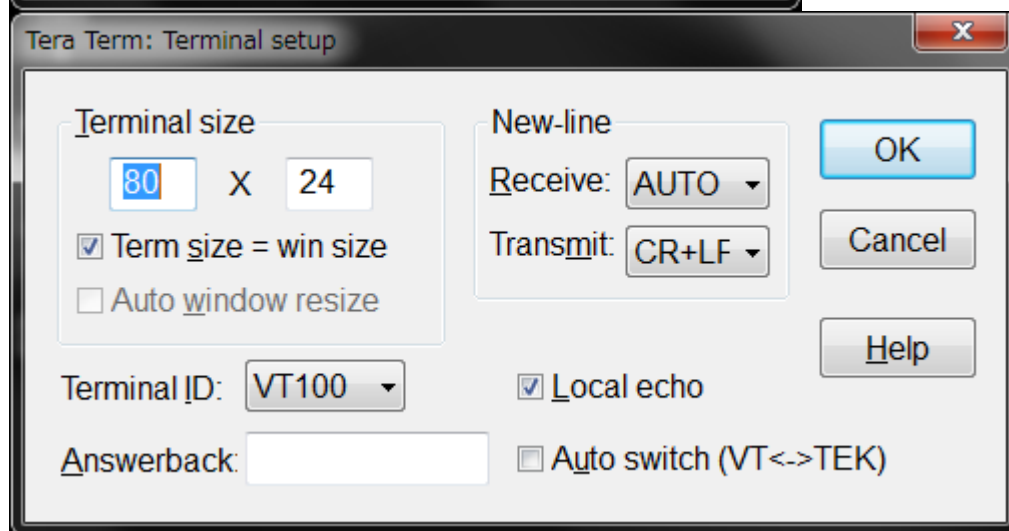 Tera Term: Terminal setup
Terminal size
80 X 24
Term size = win size
Auto window resize
New-line
Receive: AUTO
Transmit: CR+LF
OK
Cancel
Help
Terminal ID: VT100
Local echo
Answerback:
Auto switch (VT<->TEK)